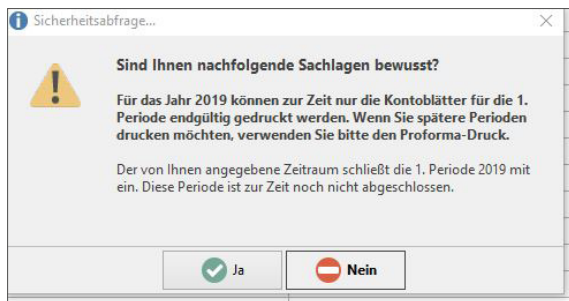 Sicherheitsabfrage...
Sind Ihnen nachfolgende Sachlagen bewusst?
Für das Jahr 2019 können zur Zeit nur die Kontoblätter für die 1.
Periode endgültig gedruckt werden. Wenn Sie spätere Perioden
drucken möchten, verwenden Sie bitte den Proforma-Druck.
Der von Ihnen angegebene Zeitraum schließt die 1. Periode 2019 mit
ein. Diese Periode ist zur Zeit noch nicht abgeschlossen.
Ja
Nein